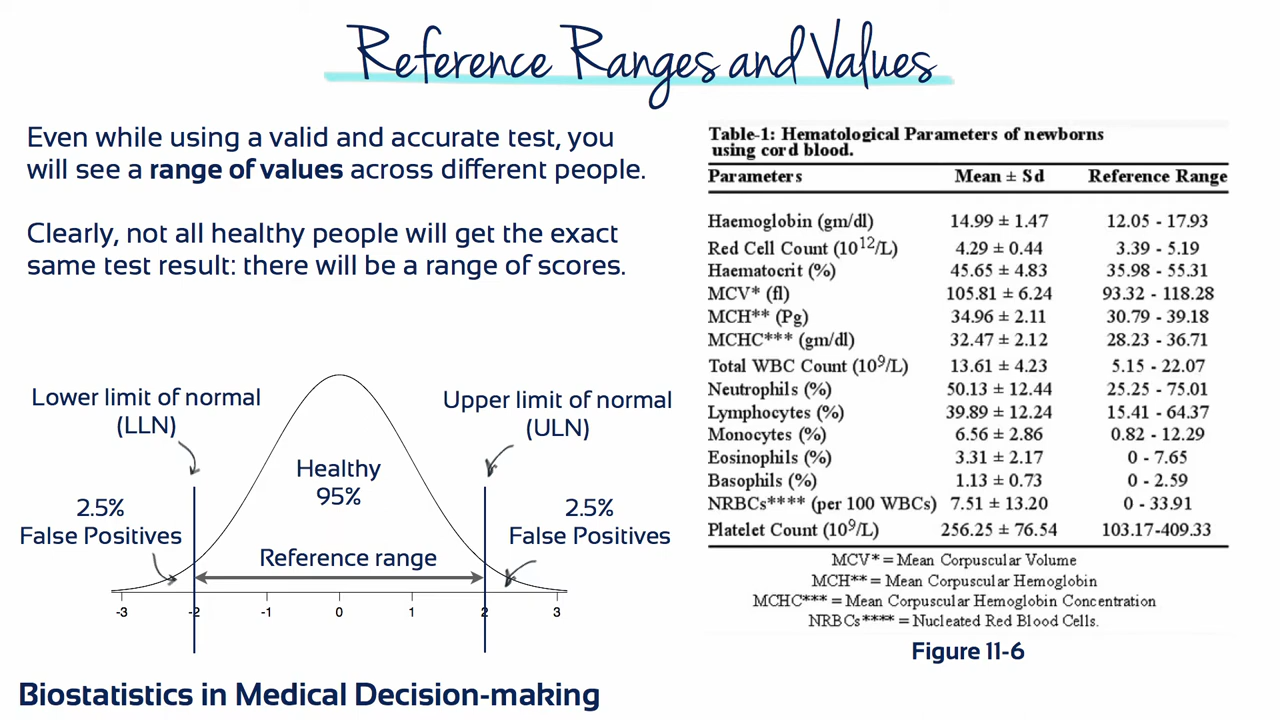 Reference Ranges and Values
Even while using a valid and accurate test, you
will see a range of values across different people.
Clearly, not all healthy people will get the exact
same test result: there will be a range of scores.
Lower limit of normal
(LLN)
Upper limit of normal
(ULN)
Healthy
95%
2.5%
False Positives
2.5%
False Positives
Reference range
-3 -2 -1 0 1 2 3
Biostatistics in Medical Decision-making
Table-1: Hematological Parameters of newborns
using cord blood.
Parameters Mean ± Sd Reference Range
Haemoglobin (gm/dl) 14.99 ± 1.47 12.05 - 17.93
Red Cell Count (10¹²/L) 4.29 ± 0.44 3.39 - 5.19
Haematocrit (%) 45.65 ± 4.83 35.98 - 55.31
MCV* (fl) 105.81 ± 6.24 93.32 - 118.28
MCH** (Pg) 34.96 ± 2.11 30.79 - 39.18
MCHC*** (gm/dl) 32.47 ± 2.12 28.23 - 36.71
Total WBC Count (10⁹/L) 13.61 ± 4.23 5.15 - 22.07
Neutrophils (%) 50.13 ± 12.44 25.25 - 75.01
Lymphocytes (%) 39.89 ± 12.24 15.41 - 64.37
Monocytes (%) 6.56 ± 2.86 0.82 - 12.29
Eosinophils (%) 3.31 ± 2.17 0 - 7.65
Basophils (%) 1.13 ± 0.73 0 - 2.59
NRBCs**** (per 100 WBCs) 7.51 ± 13.20 0 - 33.91
Platelet Count (10⁹/L) 256.25 ± 76.54 103.17-409.33
MCV* = Mean Corpuscular Volume
MCH** = Mean Corpuscular Hemoglobin
MCHC*** = Mean Corpuscular Hemoglobin Concentration
NRBCs**** = Nucleated Red Blood Cells.
Figure 11-6